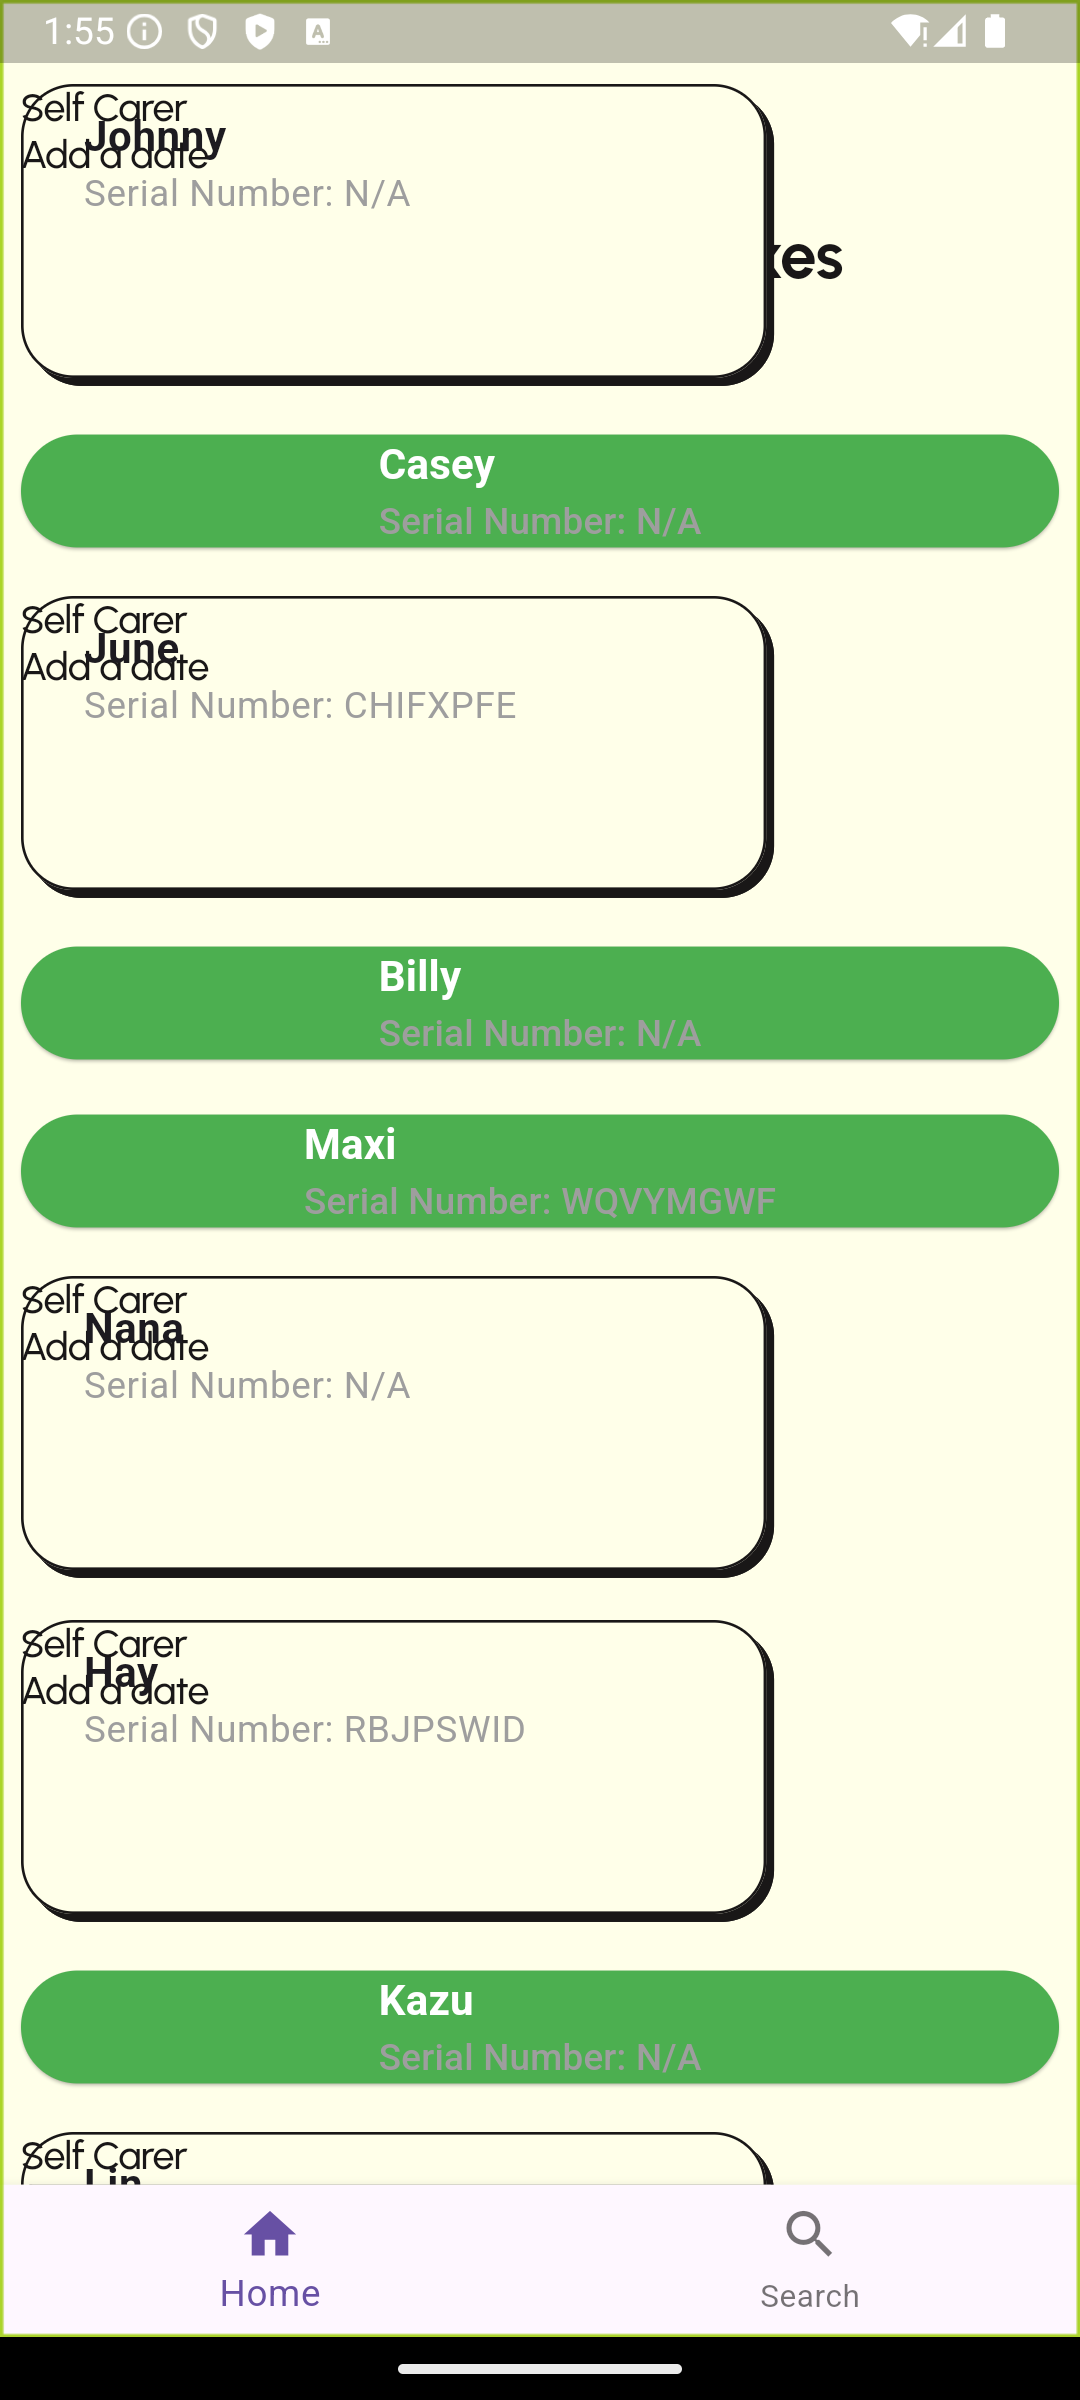 1:55
Self Carer
Johnny
Add a date
Serial Number: N/A
xes
Casey
Serial Number: N/A
Self Carer
June
Add a date
Serial Number: CHIFXPFE
Billy
Serial Number: N/A
Maxi
Serial Number: WQVYMGWF
Self Carer
Nana
Add a date
Serial Number: N/A
Self Carer
Hay
Add a date
Serial Number: RBJPSWID
Kazu
Serial Number: N/A
Self Carer
Lin
Home
Search